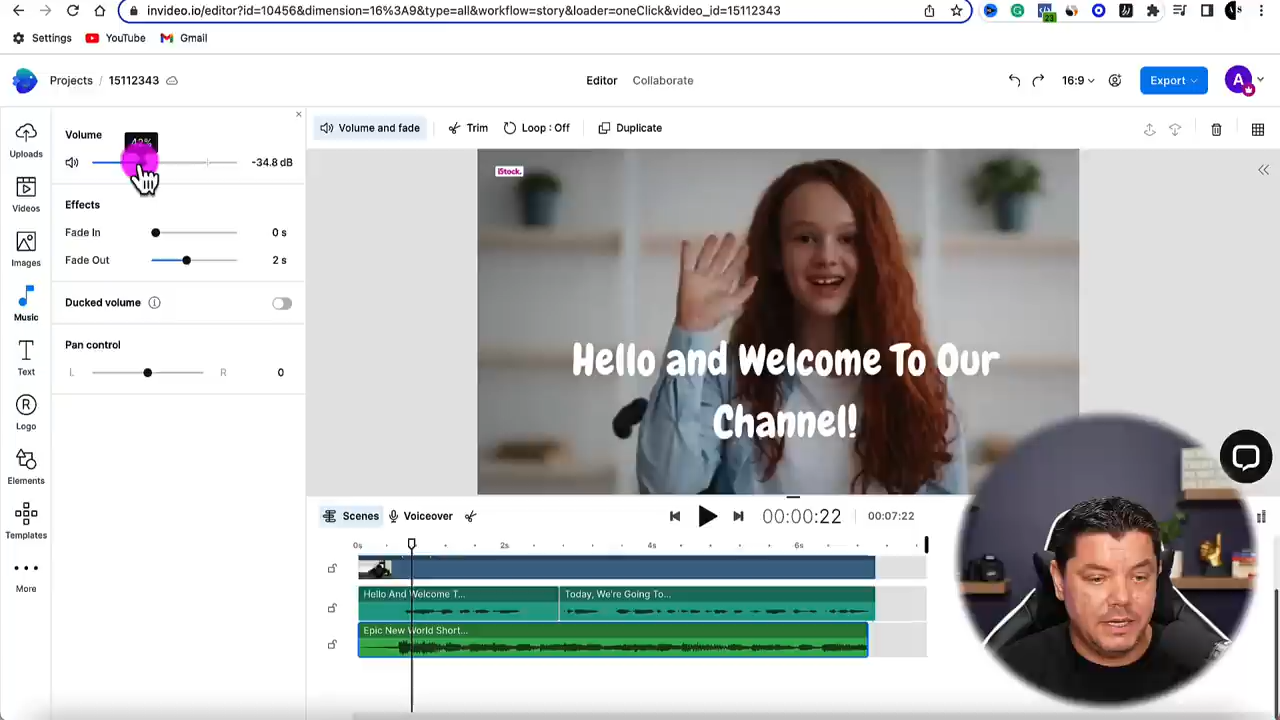 invideo.io/editor?id=10456&dimension=16%3A9&type=all&workflow=story&loader=oneClick&video_id=15112343
23
Settings
YouTube
Gmail
Projects / 15112343
Editor
Collaborate
16:9
Export
A
Uploads
Videos
Images
Music
Text
Logo
Elements
Templates
More
Volume
-34.8 dB
Effects
Fade In
0 s
Fade Out
2 s
Ducked volume
Pan control
L
R
0
Volume and fade
Trim
Loop : Off
Duplicate
iStock.
Hello and Welcome To Our
Channel!
Scenes
Voiceover
00:00:22
00:07:22
0s
2s
4s
6s
Hello And Welcome T...
Today, We're Going To...
Epic New World Short...